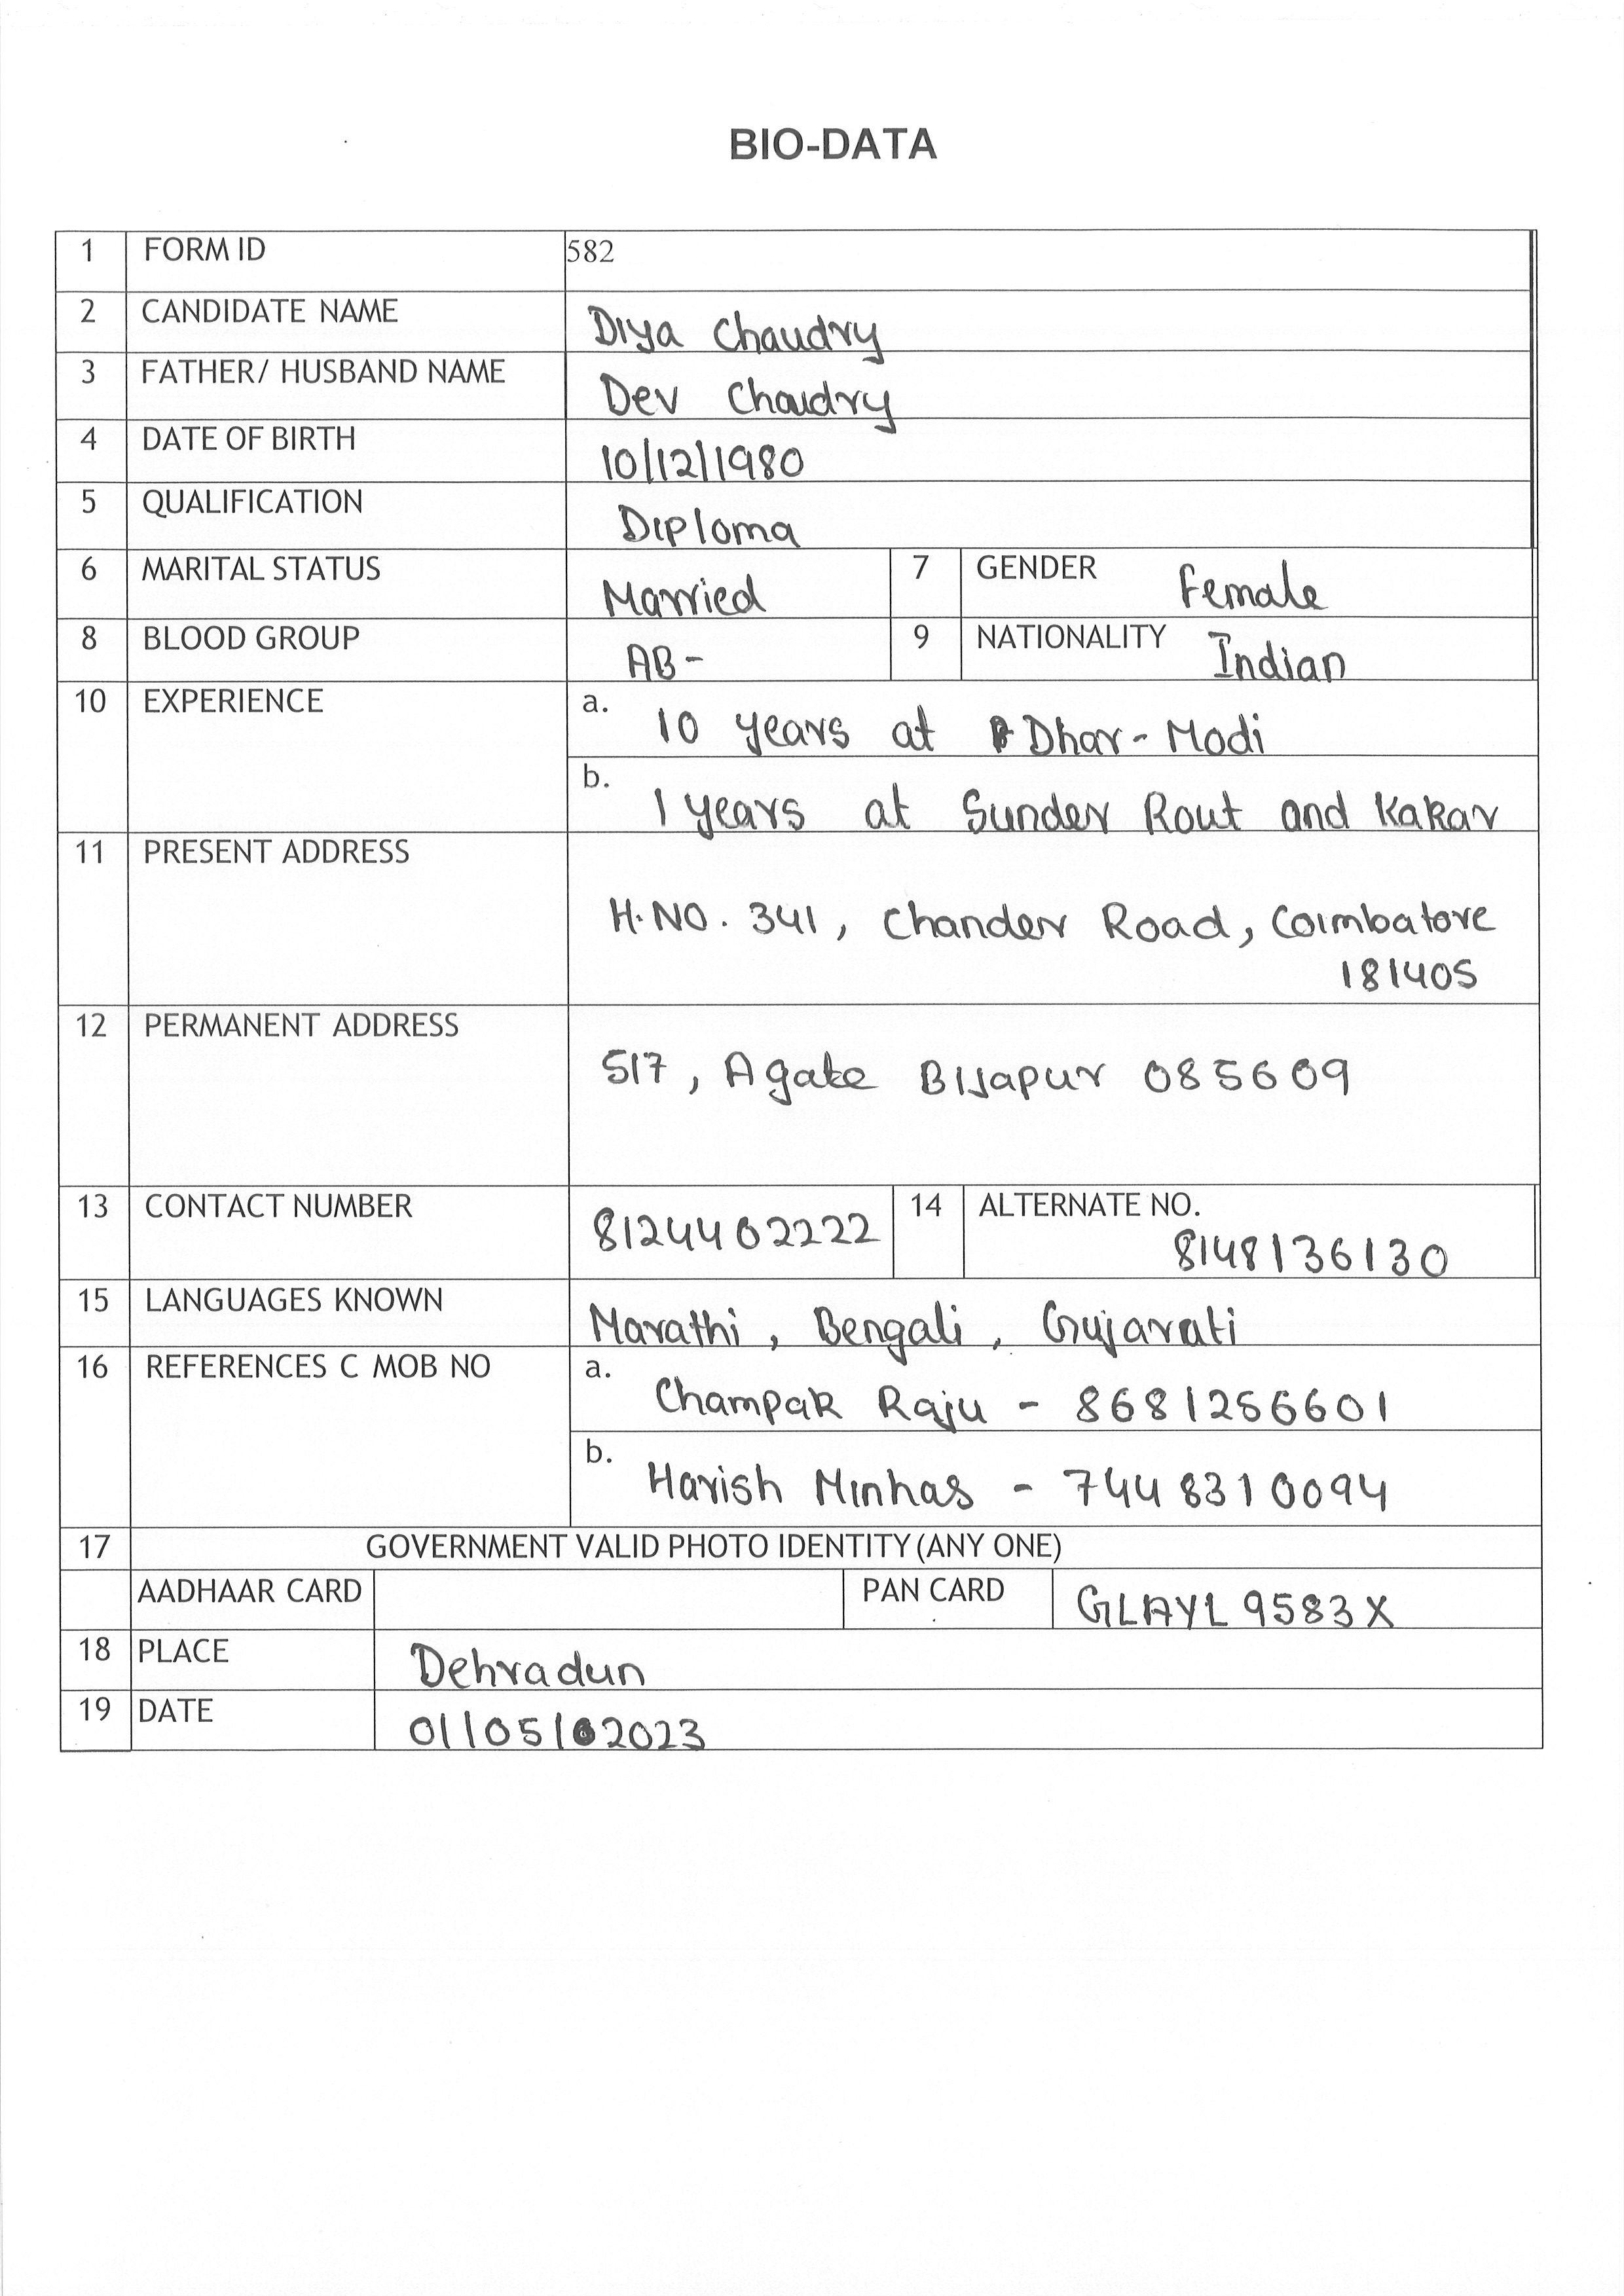 BIO-DATA
1 FORM ID 582
2 CANDIDATE NAME Diya Chaudry
3 FATHER/ HUSBAND NAME Dev Chaudry
4 DATE OF BIRTH 10/12/1980
5 QUALIFICATION Diploma
6 MARITAL STATUS Married 7 GENDER Female
8 BLOOD GROUP AB- 9 NATIONALITY Indian
10 EXPERIENCE a. 10 years at Dhar-Modi
b. 1 years at Sunder Rout and Kakar
11 PRESENT ADDRESS
H.NO. 341, Chander Road, Coimbatore
181405
12 PERMANENT ADDRESS
517, Agate Bijapur 085609
13 CONTACT NUMBER 8124402222 14 ALTERNATE NO.
8148136130
15 LANGUAGES KNOWN Marathi, Bengali, Gujarati
16 REFERENCES C MOB NO a. Champak Raju - 8681256601
b. Harish Minhas - 7448310094
17 GOVERNMENT VALID PHOTO IDENTITY (ANY ONE)
AADHAAR CARD PAN CARD GLAYL9583X
18 PLACE Dehradun
19 DATE 01/05/2023